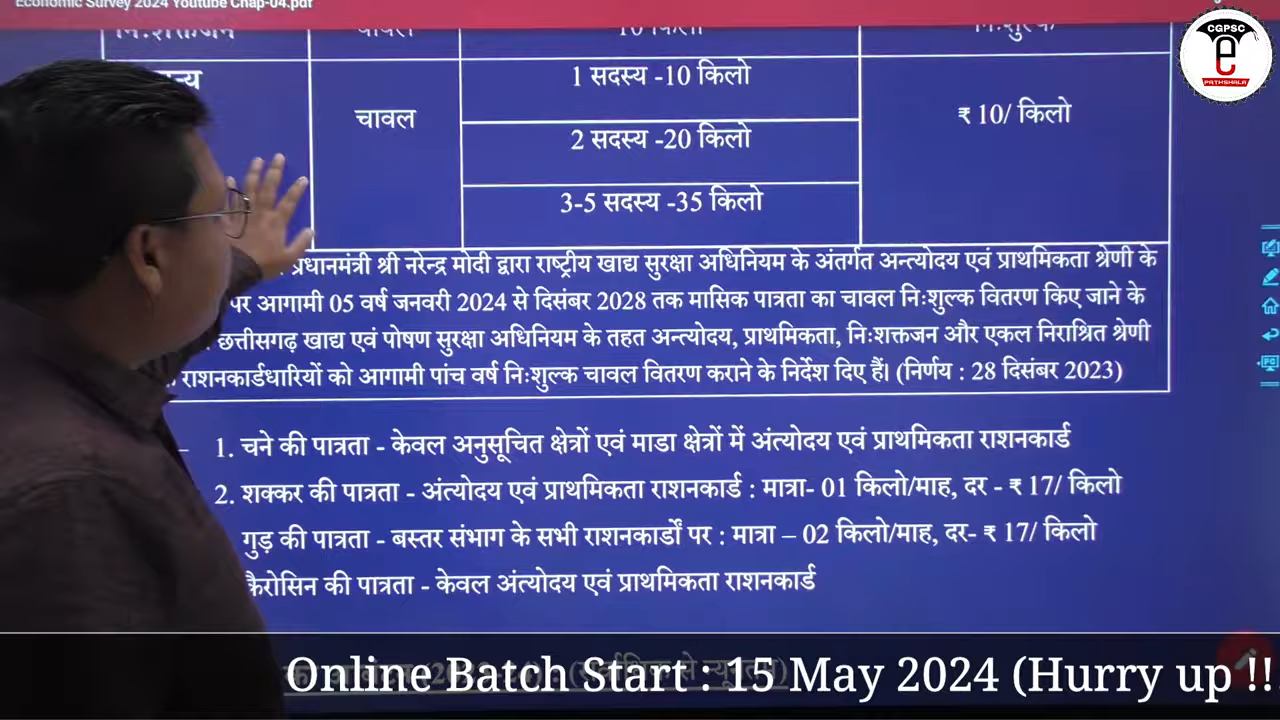 Economic Survey 2024 Youtube Chap-04.pdf
CGPSC
e
PATHSHALA
चावल 10 किलो निःशुल्क
1 सदस्य -10 किलो
चावल
₹ 10/ किलो
2 सदस्य -20 किलो
3-5 सदस्य -35 किलो
प्रधानमंत्री श्री नरेन्द्र मोदी द्वारा राष्ट्रीय खाद्य सुरक्षा अधिनियम के अंतर्गत अन्त्योदय एवं प्राथमिकता श्रेणी के
पर आगामी 05 वर्ष जनवरी 2024 से दिसंबर 2028 तक मासिक पात्रता का चावल निःशुल्क वितरण किए जाने के
छत्तीसगढ़ खाद्य एवं पोषण सुरक्षा अधिनियम के तहत अन्त्योदय, प्राथमिकता, निःशक्तजन और एकल निराश्रित श्रेणी
राशनकार्डधारियों को आगामी पांच वर्ष निःशुल्क चावल वितरण कराने के निर्देश दिए हैं। (निर्णय : 28 दिसंबर 2023)
1. चने की पात्रता - केवल अनुसूचित क्षेत्रों एवं माडा क्षेत्रों में अंत्योदय एवं प्राथमिकता राशनकार्ड
2. शक्कर की पात्रता - अंत्योदय एवं प्राथमिकता राशनकार्ड : मात्रा- 01 किलो/माह, दर - ₹ 17/ किलो
गुड़ की पात्रता - बस्तर संभाग के सभी राशनकार्डों पर : मात्रा – 02 किलो/माह, दर- ₹ 17/ किलो
कैरोसिन की पात्रता - केवल अंत्योदय एवं प्राथमिकता राशनकार्ड
Online Batch Start : 15 May 2024 (Hurry up !!